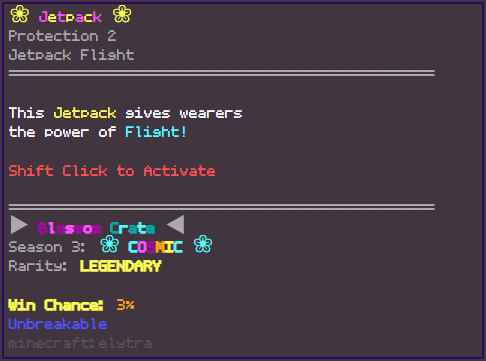 ❀ Jetpack ❀
Protection 2
Jetpack Flight
This Jetpack gives wearers
the power of Flight!
Shift Click to Activate
▶ Blossom Crate ◀
Season 3: ❀ COSMIC ❀
Rarity: LEGENDARY
Win Chance: 3%
Unbreakable
minecraft:elytra